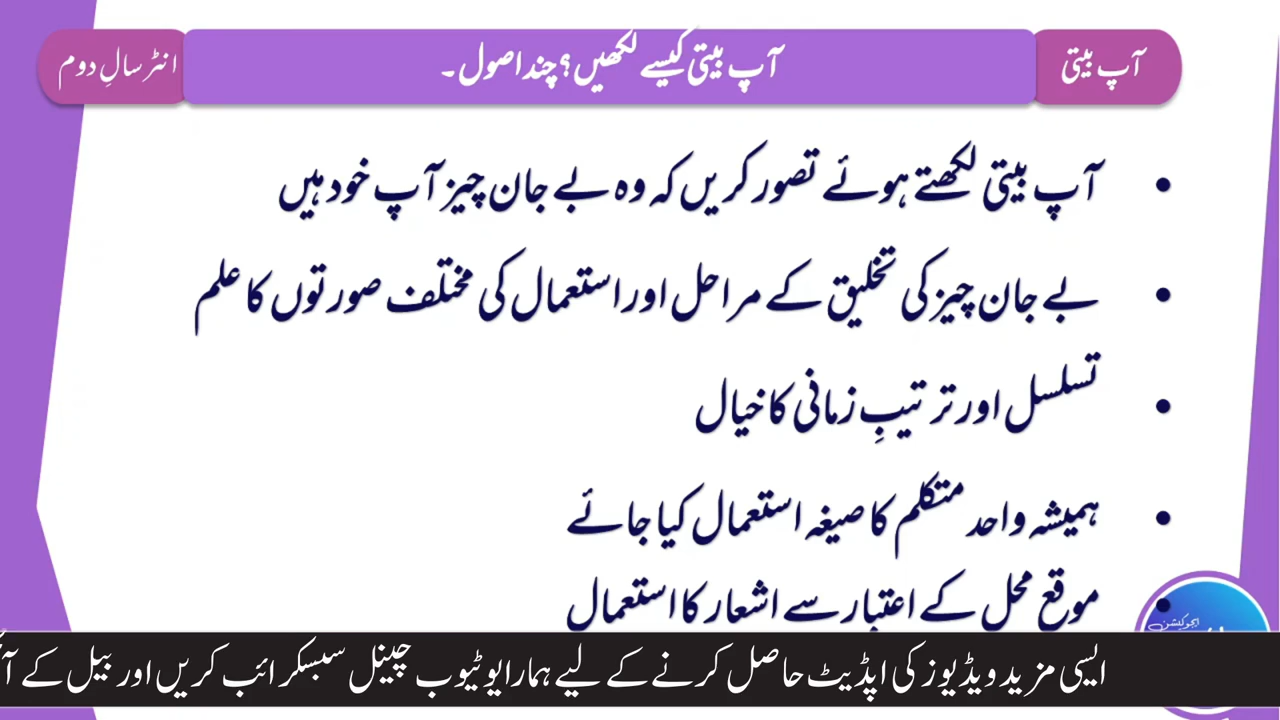 آپ بیتی
آپ بیتی کیسے لکھیں؟ چند اصول۔
انٹر سالِ دوم
• آپ بیتی لکھتے ہوئے تصور کریں کہ وہ بے جان چیز آپ خود ہیں
• بے جان چیز کی تخلیق کے مراحل اور استعمال کی مختلف صورتوں کا علم
• تسلسل اور ترتیبِ زمانی کا خیال
• ہمیشہ واحد متکلم کا صیغہ استعمال کیا جائے
• موقع محل کے اعتبار سے اشعار کا استعمال
ایجوکیشن
ایسی مزید ویڈیوز کی اپڈیٹ حاصل کرنے کے لیے ہمارا یوٹیوب چینل سبسکرائب کریں اور بیل کے